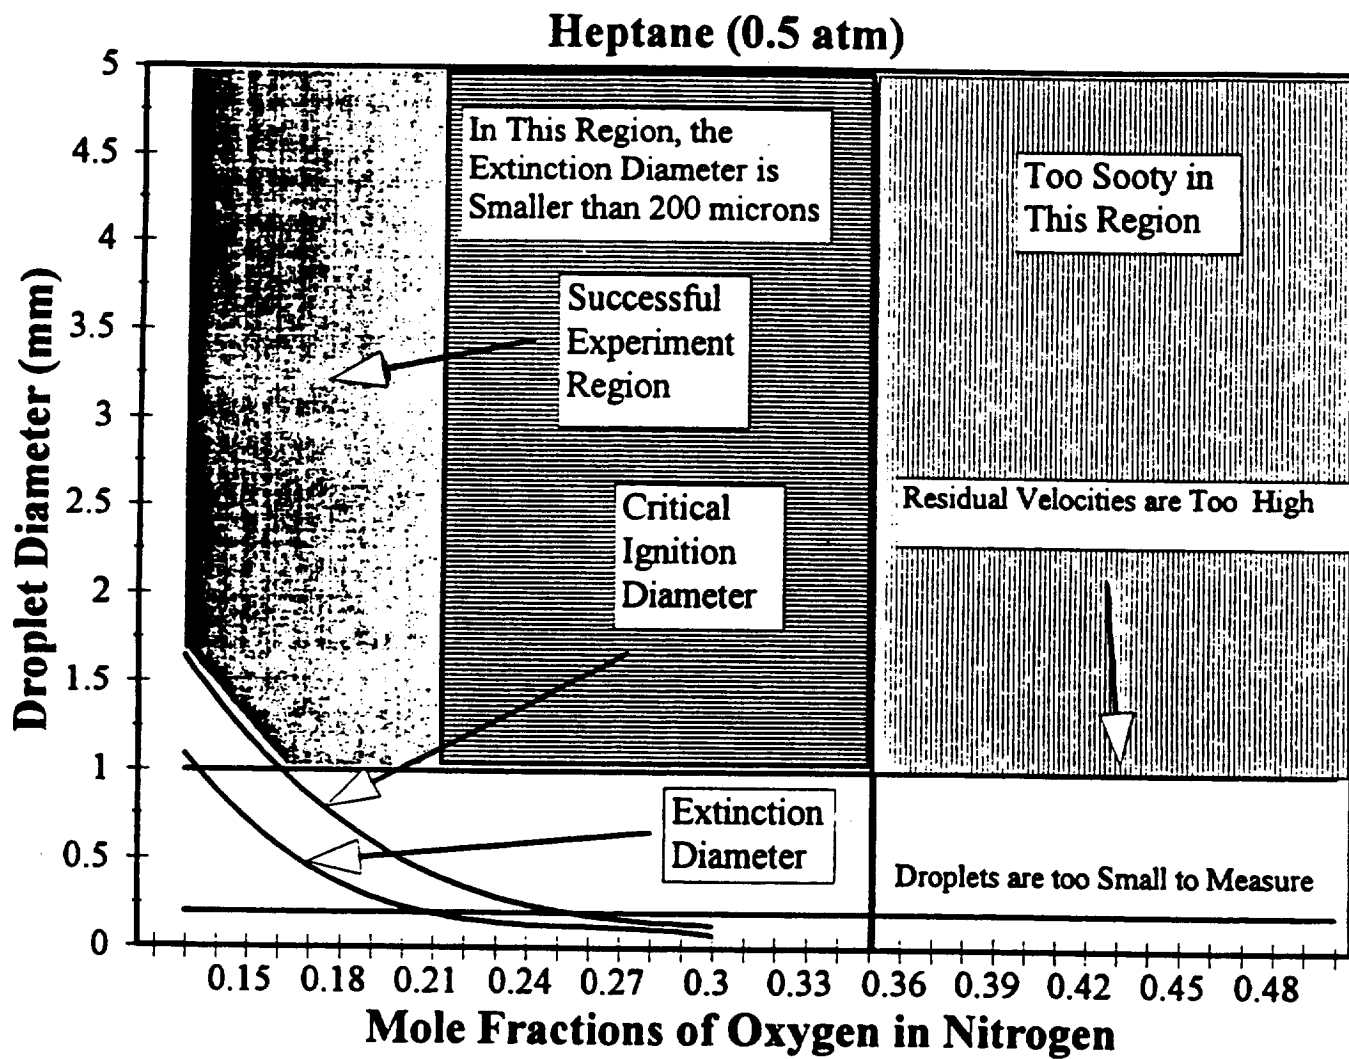 Heptane (0.5 atm)
5
4.5
4
3.5
3
2.5
2
1.5
1
0.5
0
Droplet Diameter (mm)
In This Region, the
Extinction Diameter is
Smaller than 200 microns
Too Sooty in
This Region
Successful
Experiment
Region
Residual Velocities are Too High
Critical
Ignition
Diameter
Extinction
Diameter
Droplets are too Small to Measure
0.15 0.18 0.21 0.24 0.27 0.3 0.33 0.36 0.39 0.42 0.45 0.48
Mole Fractions of Oxygen in Nitrogen